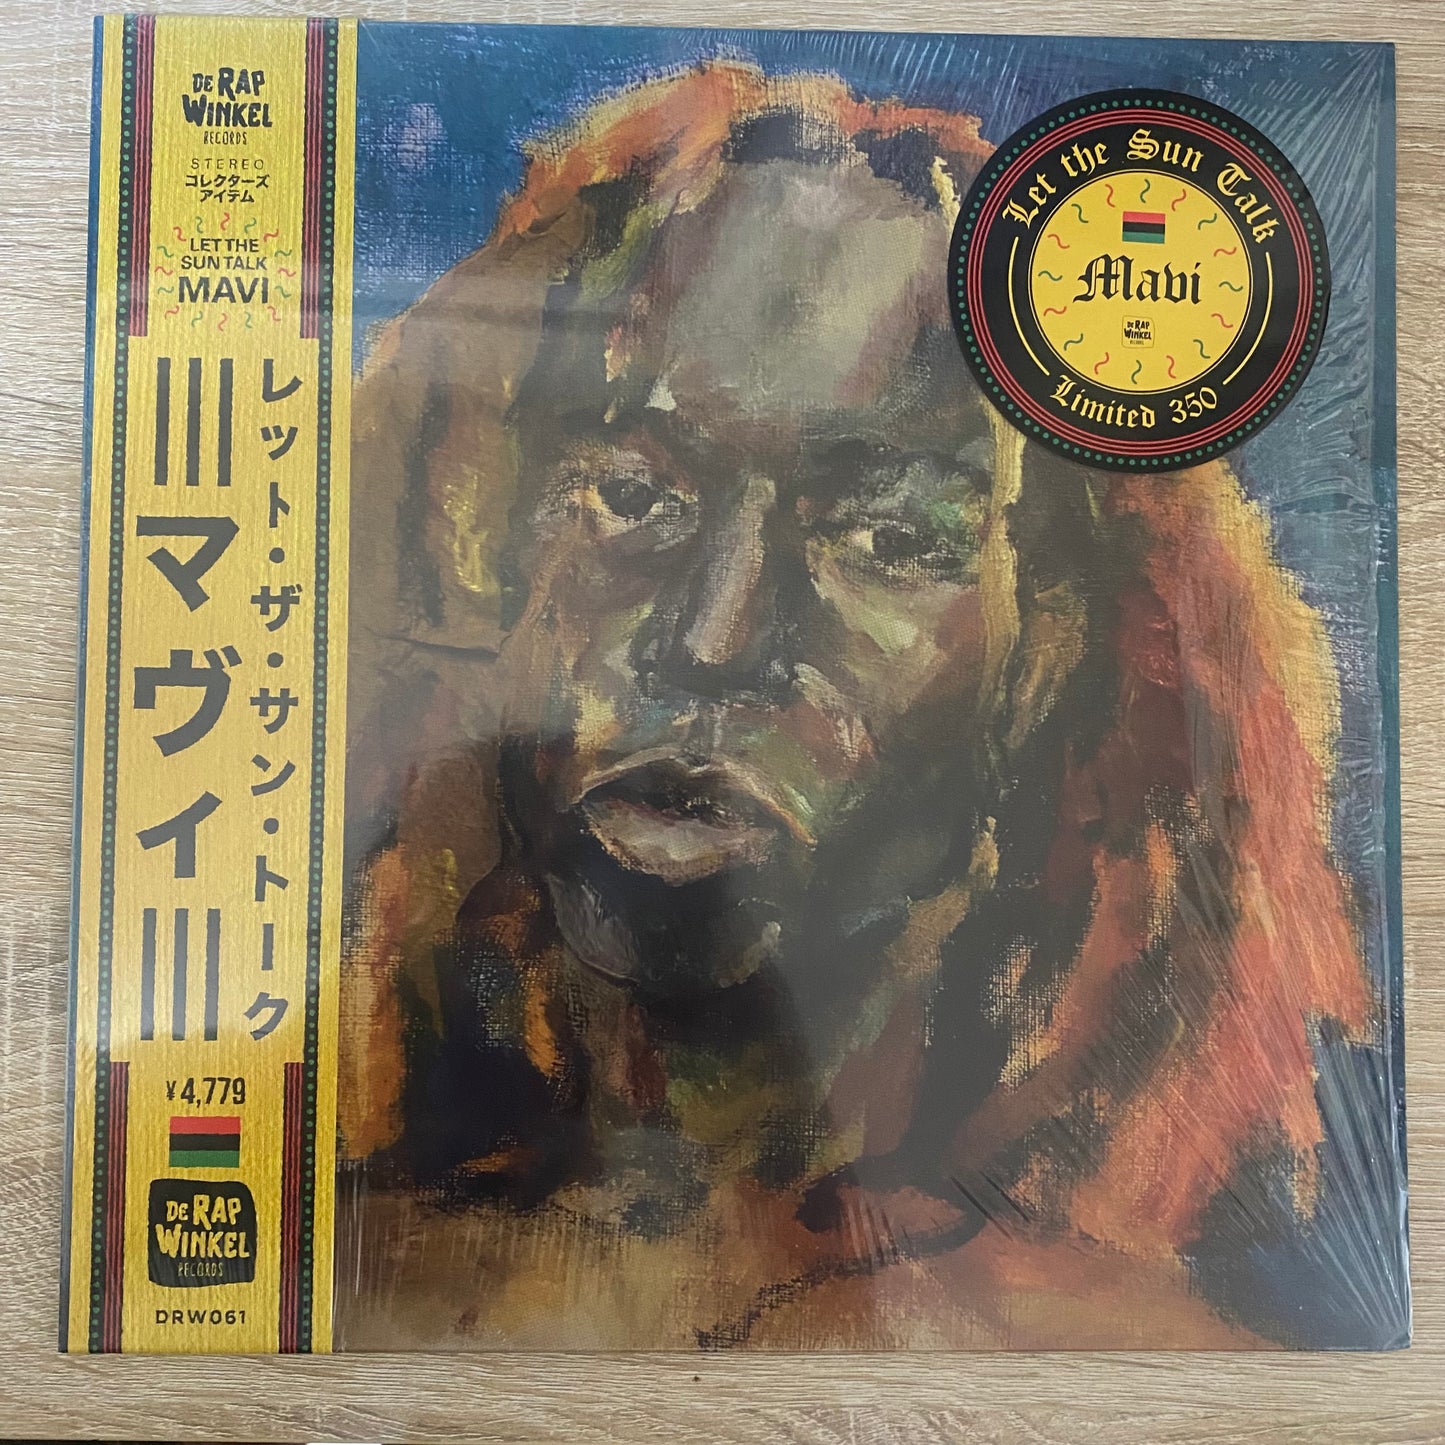 DE RAP
WINKEL
RECORDS
STEREO
コレクターズ
アイテム
LET THE
SUN TALK
MAVI
レット・ザ・サン・トーク
マヴィ
¥4,779
DE RAP
WINKEL
RECORDS
DRW061
Let the Sun Talk
Mavi
DE RAP
WINKEL
RECORDS
Limited 350